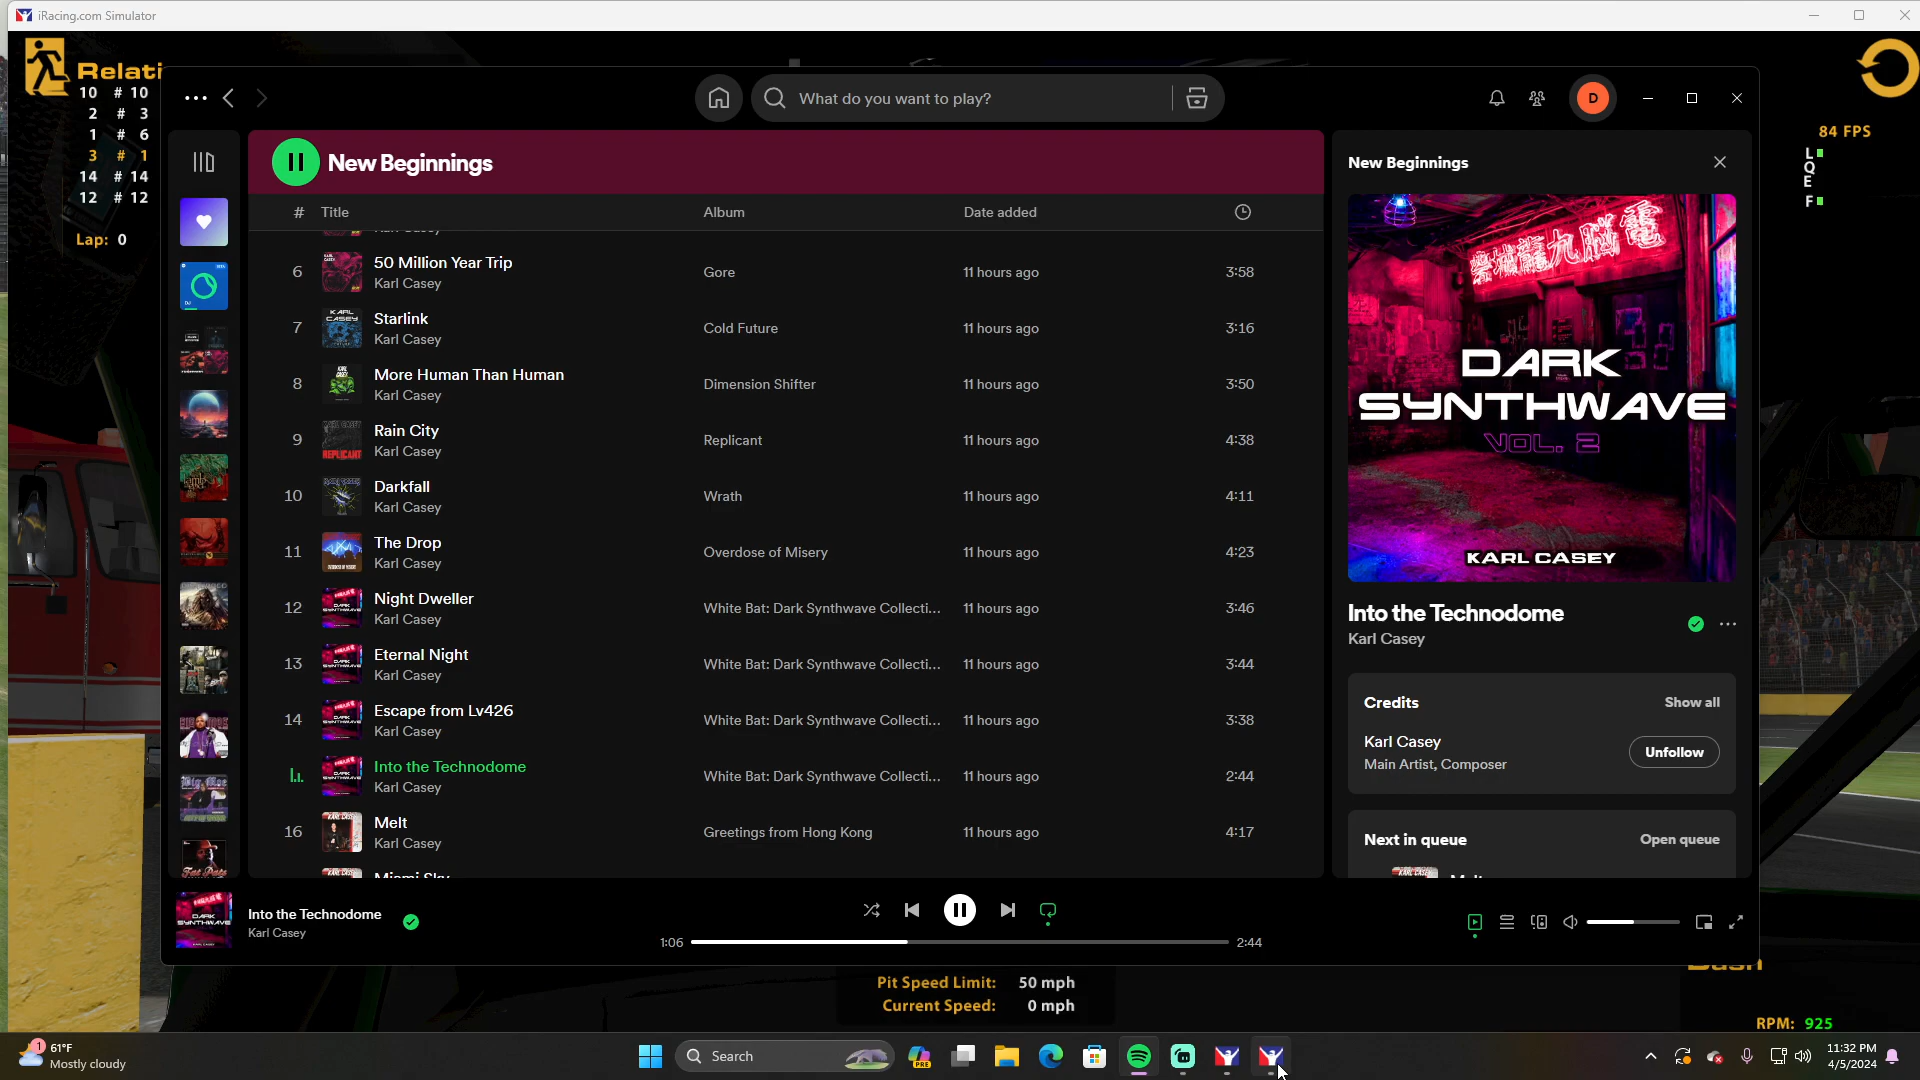 iRacing.com Simulator
Relati
10 # 10
2 # 3
1 # 6
3 # 1
14 # 14
12 # 12
Lap: 0
84 FPS
L
Q
E
F
What do you want to play?
D
New Beginnings
# Title Album Date added
6 50 Million Year Trip Gore 11 hours ago 3:58
Karl Casey
7 Starlink Cold Future 11 hours ago 3:16
Karl Casey
8 More Human Than Human Dimension Shifter 11 hours ago 3:50
Karl Casey
9 Rain City Replicant 11 hours ago 4:38
Karl Casey
10 Darkfall Wrath 11 hours ago 4:11
Karl Casey
11 The Drop Overdose of Misery 11 hours ago 4:23
Karl Casey
12 Night Dweller White Bat: Dark Synthwave Collecti... 11 hours ago 3:46
Karl Casey
13 Eternal Night White Bat: Dark Synthwave Collecti... 11 hours ago 3:44
Karl Casey
14 Escape from Lv426 White Bat: Dark Synthwave Collecti... 11 hours ago 3:38
Karl Casey
Into the Technodome White Bat: Dark Synthwave Collecti... 11 hours ago 2:44
Karl Casey
16 Melt Greetings from Hong Kong 11 hours ago 4:17
Karl Casey
New Beginnings
DARK
SYNTHWAVE
VOL. 2
KARL CASEY
Into the Technodome
Karl Casey
Credits Show all
Karl Casey
Main Artist, Composer
Unfollow
Next in queue Open queue
Into the Technodome
Karl Casey
1:06 2:44
Pit Speed Limit: 50 mph
Current Speed: 0 mph
RPM: 925
1
61°F
Mostly cloudy
Search
PRE
11:32 PM
4/5/2024